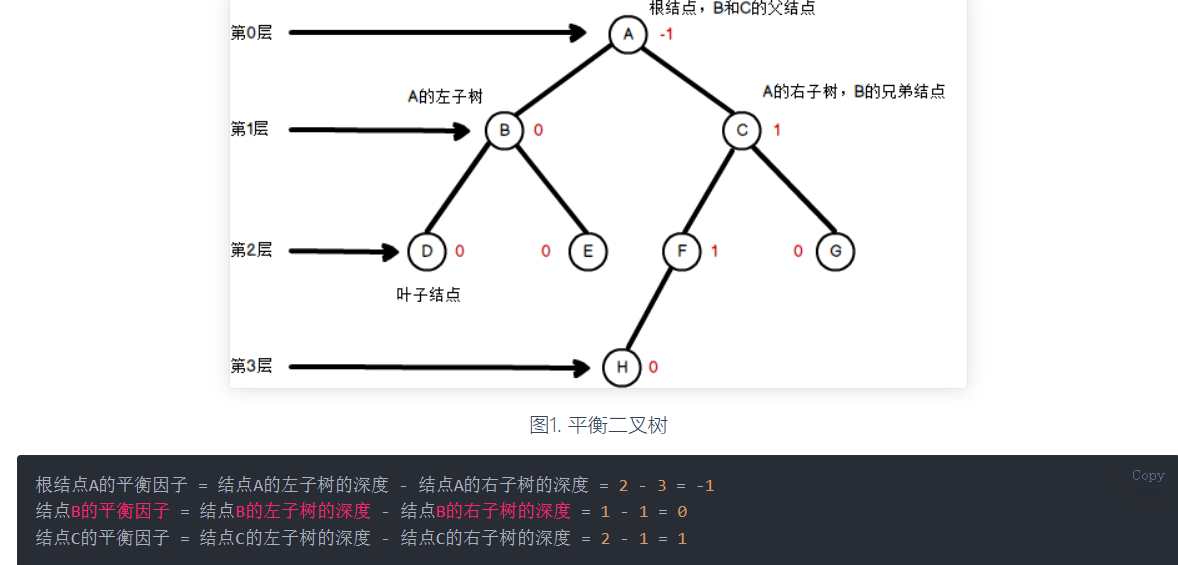 根结点，B和C的父结点
第0层
A
-1
A的右子树，B的兄弟结点
A的左子树
第1层
B
0
C
1
第2层
D
0
0
E
F
1
0
G
叶子结点
第3层
H
0
图1. 平衡二叉树
Copy
根结点A的平衡因子 = 结点A的左子树的深度 - 结点A的右子树的深度 = 2 - 3 = -1
结点B的平衡因子 = 结点B的左子树的深度 - 结点B的右子树的深度 = 1 - 1 = 0
结点C的平衡因子 = 结点C的左子树的深度 - 结点C的右子树的深度 = 2 - 1 = 1